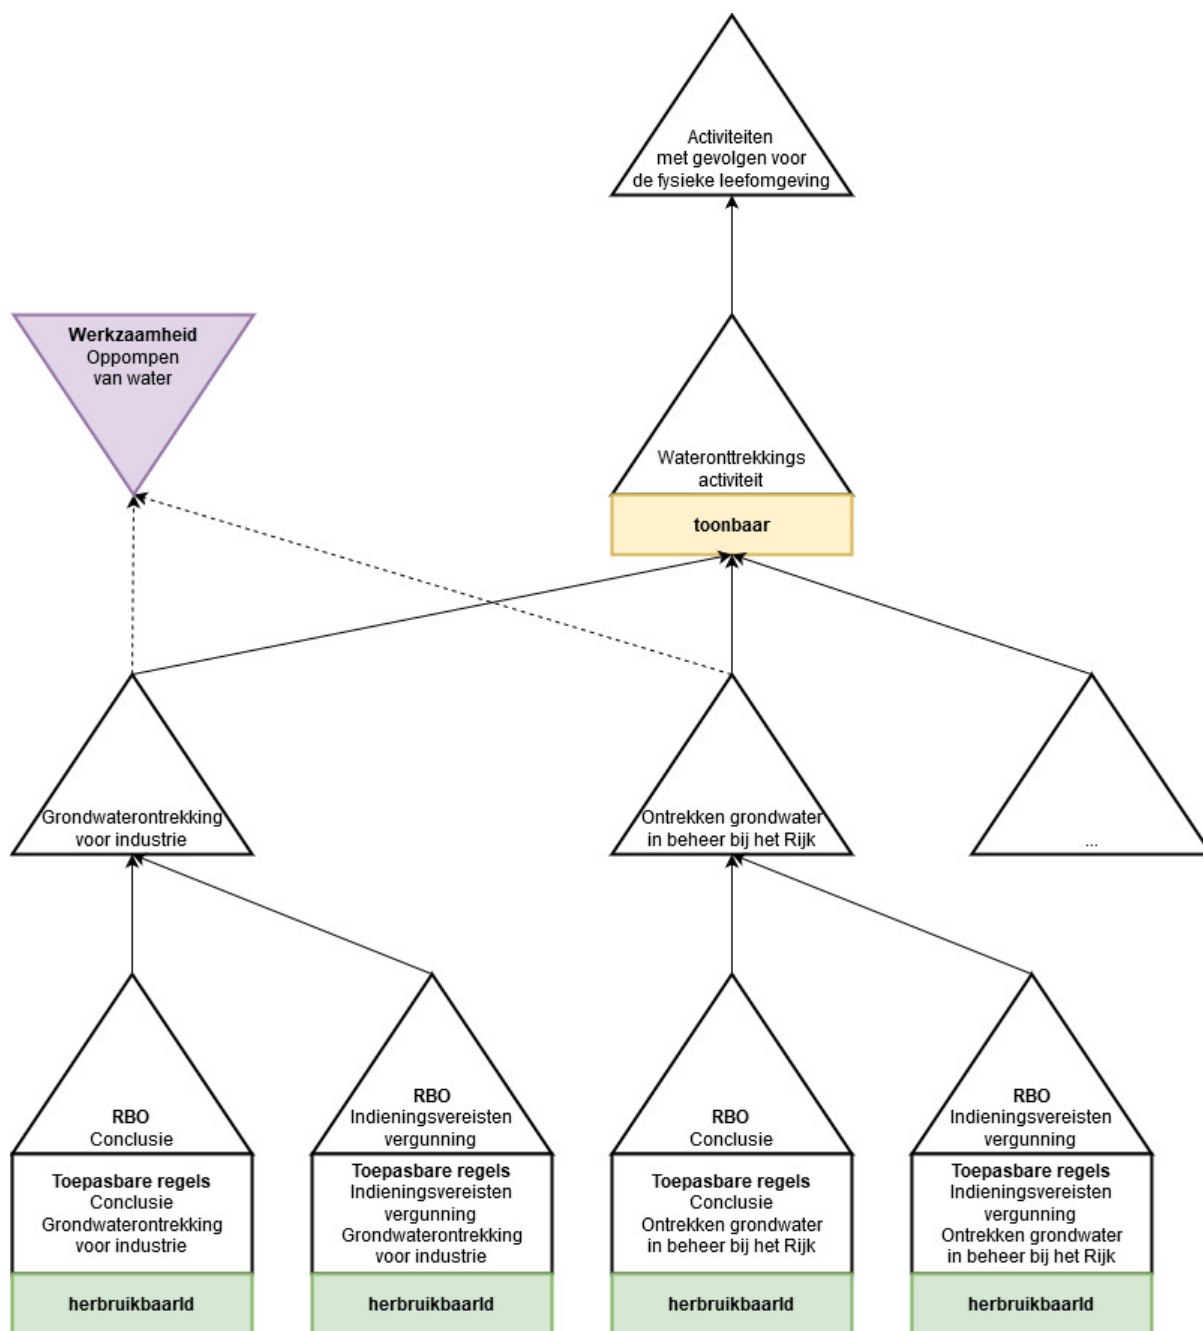 Activiteiten
met gevolgen voor
de fysieke leefomgeving
Werkzaamheid
Oppompen
van water
Wateronttrekkings
activiteit
toonbaar
Grondwaterontrekking
voor industrie
Ontrekken grondwater
in beheer bij het Rijk
...
RBO
Conclusie
RBO
Indieningsvereisten
vergunning
RBO
Conclusie
RBO
Indieningsvereisten
vergunning
Toepasbare regels
Conclusie
Grondwaterontrekking
voor industrie
Toepasbare regels
Indieningsvereisten
vergunning
Grondwaterontrekking
voor industrie
Toepasbare regels
Conclusie
Ontrekken grondwater
in beheer bij het Rijk
Toepasbare regels
Indieningsvereisten
vergunning
Ontrekken grondwater
in beheer bij het Rijk
herbruikbaarId
herbruikbaarId
herbruikbaarId
herbruikbaarId